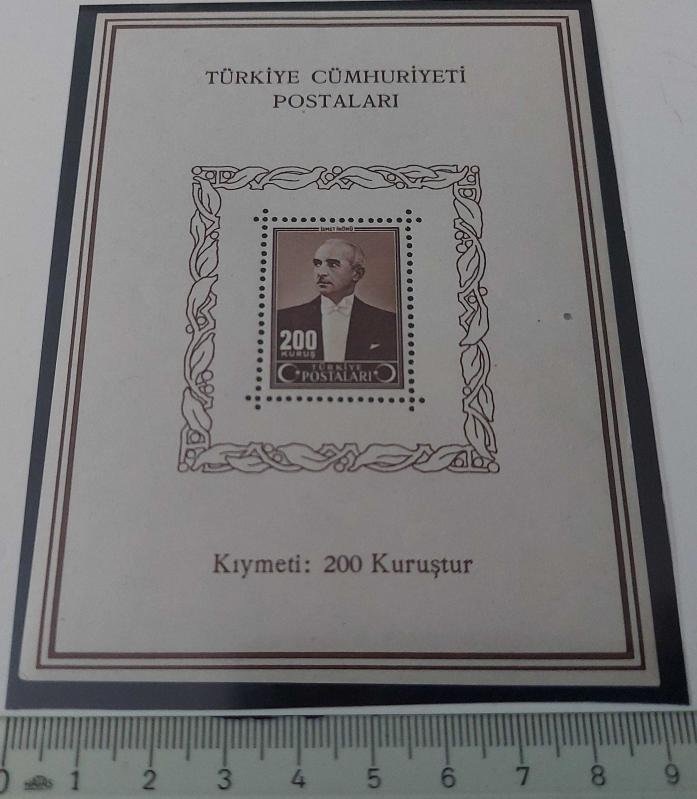 TÜRKİYE CÜMHURİYETİ
POSTALARI
İSMET İNÖNÜ
200
KURUŞ
TÜRKİYE
POSTALARI
Kıymeti: 200 Kuruştur
0 1 2 3 4 5 6 7 8 9